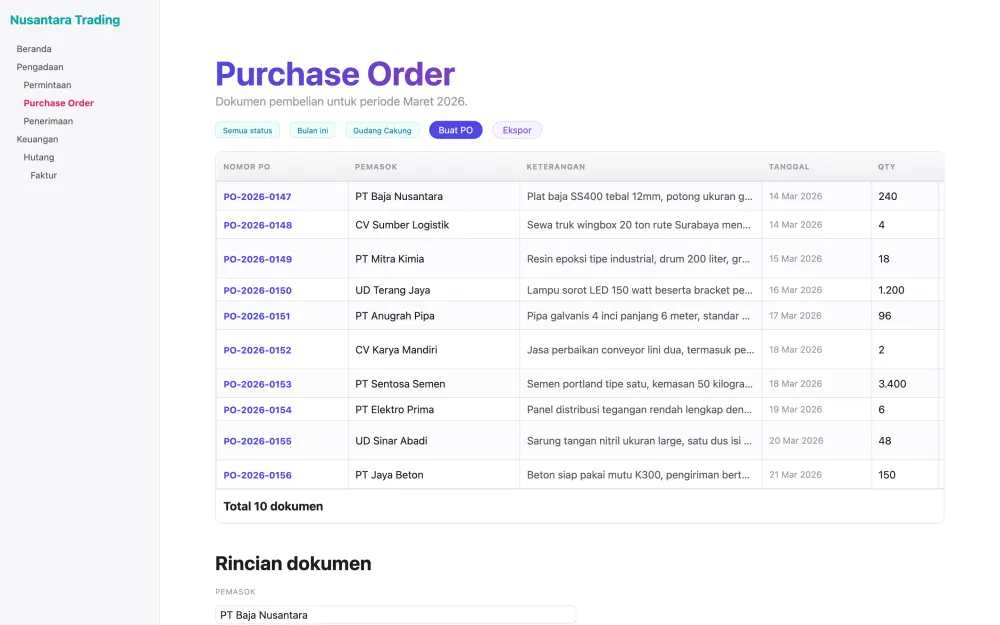 Nusantara Trading
Beranda
Pengadaan
Permintaan
Purchase Order
Penerimaan
Keuangan
Hutang
Faktur
Purchase Order
Dokumen pembelian untuk periode Maret 2026.
Semua status Bulan ini Gudang Cakung Buat PO Ekspor
NOMOR PO PEMASOK KETERANGAN TANGGAL QTY
PO-2026-0147 PT Baja Nusantara Plat baja SS400 tebal 12mm, potong ukuran g... 14 Mar 2026 240
PO-2026-0148 CV Sumber Logistik Sewa truk wingbox 20 ton rute Surabaya men... 14 Mar 2026 4
PO-2026-0149 PT Mitra Kimia Resin epoksi tipe industrial, drum 200 liter, gr... 15 Mar 2026 18
PO-2026-0150 UD Terang Jaya Lampu sorot LED 150 watt beserta bracket pe... 16 Mar 2026 1.200
PO-2026-0151 PT Anugrah Pipa Pipa galvanis 4 inci panjang 6 meter, standar ... 17 Mar 2026 96
PO-2026-0152 CV Karya Mandiri Jasa perbaikan conveyor lini dua, termasuk pe... 18 Mar 2026 2
PO-2026-0153 PT Sentosa Semen Semen portland tipe satu, kemasan 50 kilogra... 18 Mar 2026 3.400
PO-2026-0154 PT Elektro Prima Panel distribusi tegangan rendah lengkap den... 19 Mar 2026 6
PO-2026-0155 UD Sinar Abadi Sarung tangan nitril ukuran large, satu dus isi ... 20 Mar 2026 48
PO-2026-0156 PT Jaya Beton Beton siap pakai mutu K300, pengiriman bert... 21 Mar 2026 150
Total 10 dokumen
Rincian dokumen
PEMASOK
PT Baja Nusantara